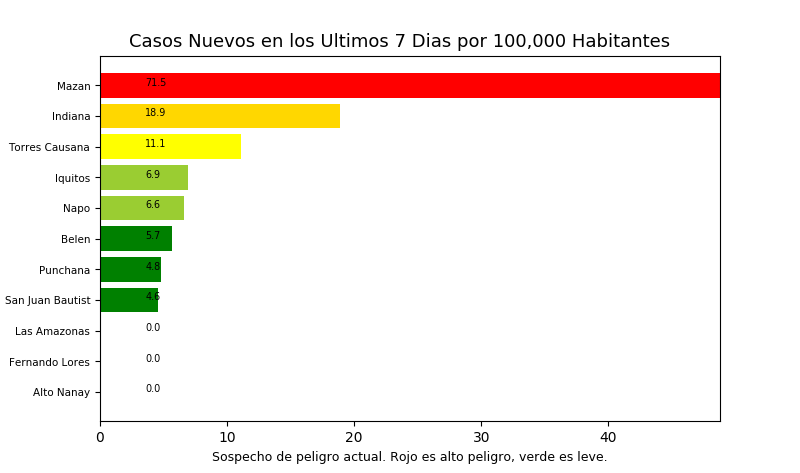 Casos Nuevos en los Ultimos 7 Dias por 100,000 Habitantes
Mazan 71.5
Indiana 18.9
Torres Causana 11.1
Iquitos 6.9
Napo 6.6
Belen 5.7
Punchana 4.8
San Juan Bautist 4.6
Las Amazonas 0.0
Fernando Lores 0.0
Alto Nanay 0.0
0 10 20 30 40
Sospecho de peligro actual. Rojo es alto peligro, verde es leve.